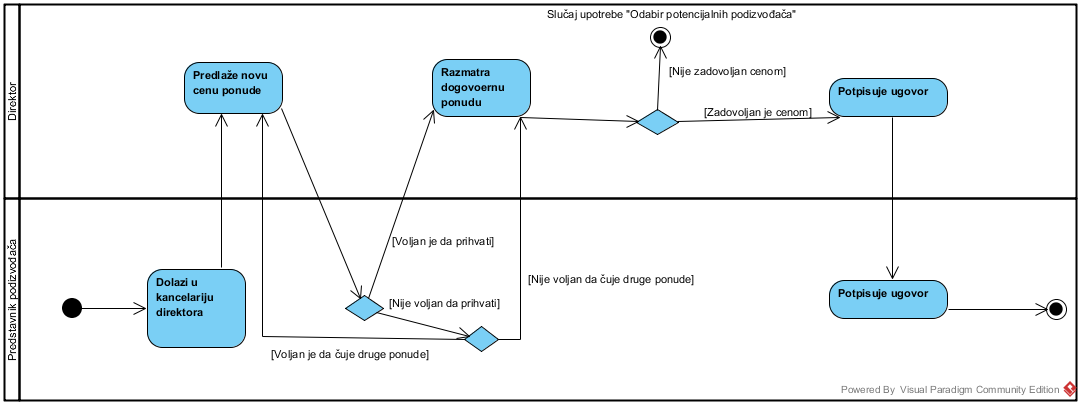 Slučaj upotrebe "Odabir potencijalnih podizvođača"
Direktor
Predlaže novu
cenu ponude
Razmatra
dogovoernu
ponudu
[Nije zadovoljan cenom]
[Zadovoljan je cenom]
Potpisuje ugovor
Predstavnik podizvođača
[Voljan je da prihvati]
Dolazi u
kancelariju
direktora
[Nije voljan da prihvati]
[Nije voljan da čuje druge ponude]
[Voljan je da čuje druge ponude]
Potpisuje ugovor
Powered By Visual Paradigm Community Edition